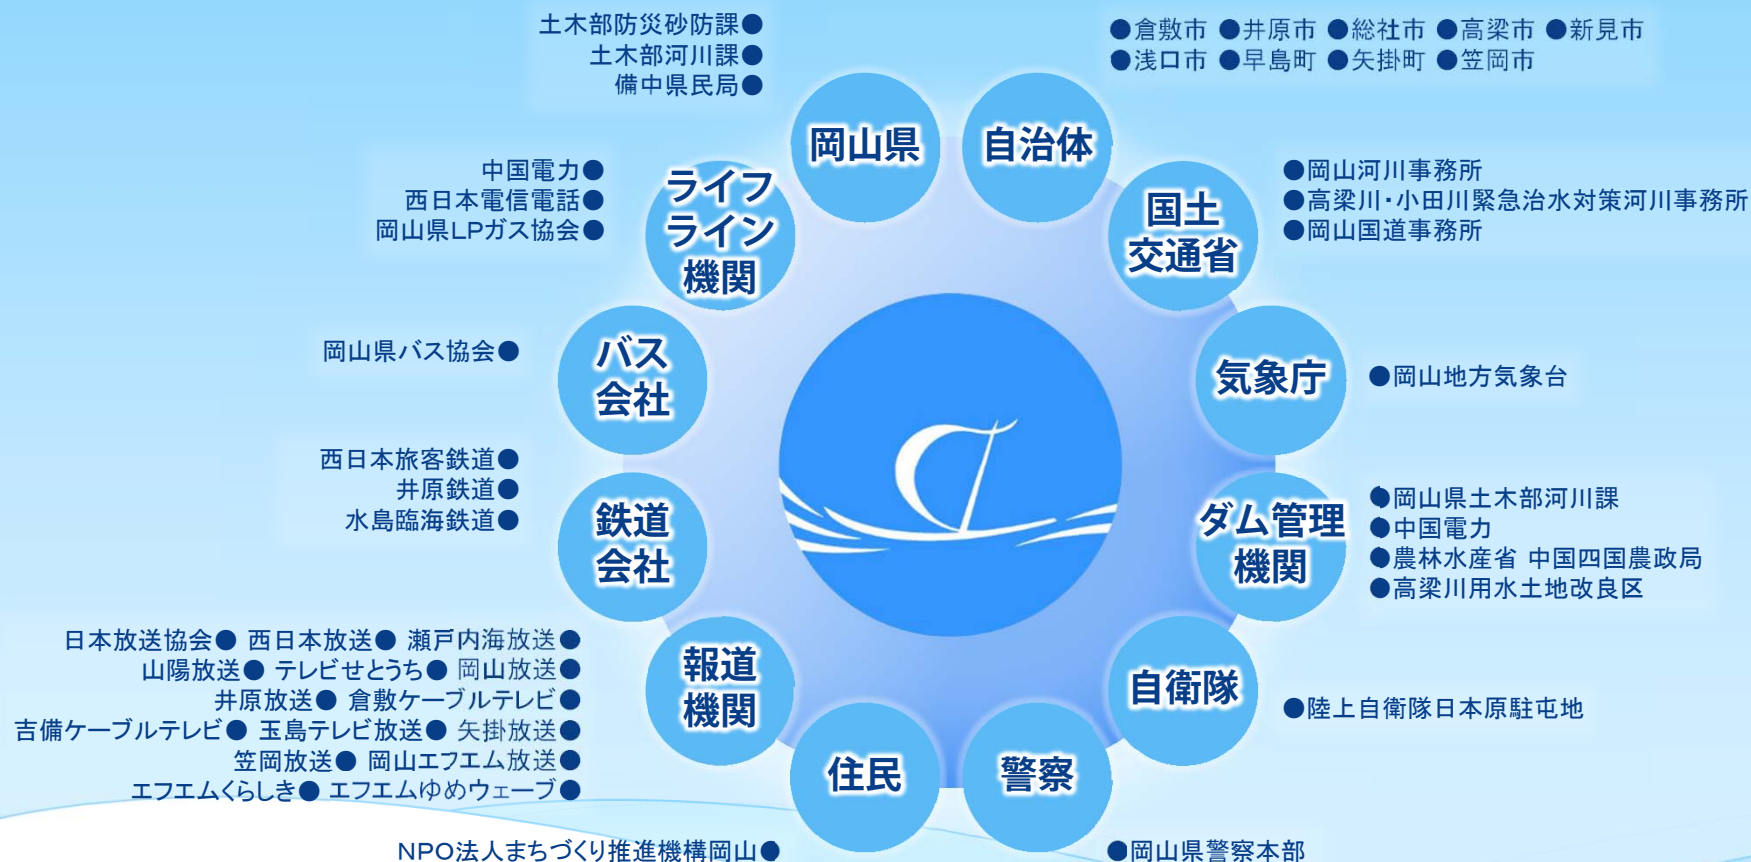 土木部防災砂防課●
土木部河川課●
備中県民局●
岡山県
●倉敷市 ●井原市 ●総社市 ●高梁市 ●新見市
●浅口市 ●早島町 ●矢掛町 ●笠岡市
自治体
●岡山河川事務所
●高梁川・小田川緊急治水対策河川事務所
●岡山国道事務所
国土
交通省
気象庁
●岡山地方気象台
ダム管理
機関
●岡山県土木部河川課
●中国電力
●農林水産省 中国四国農政局
●高梁川用水土地改良区
自衛隊
●陸上自衛隊日本原駐屯地
警察
●岡山県警察本部
住民
NPO法人まちづくり推進機構岡山●
報道
機関
日本放送協会● 西日本放送● 瀬戸内海放送●
山陽放送● テレビせとうち● 岡山放送●
井原放送● 倉敷ケーブルテレビ●
吉備ケーブルテレビ● 玉島テレビ放送● 矢掛放送●
笠岡放送● 岡山エフエム放送●
エフエムくらしき● エフエムゆめウェーブ●
鉄道
会社
西日本旅客鉄道●
井原鉄道●
水島臨海鉄道●
バス
会社
岡山県バス協会●
ライフ
ライン
機関
中国電力●
西日本電信電話●
岡山県LPガス協会●